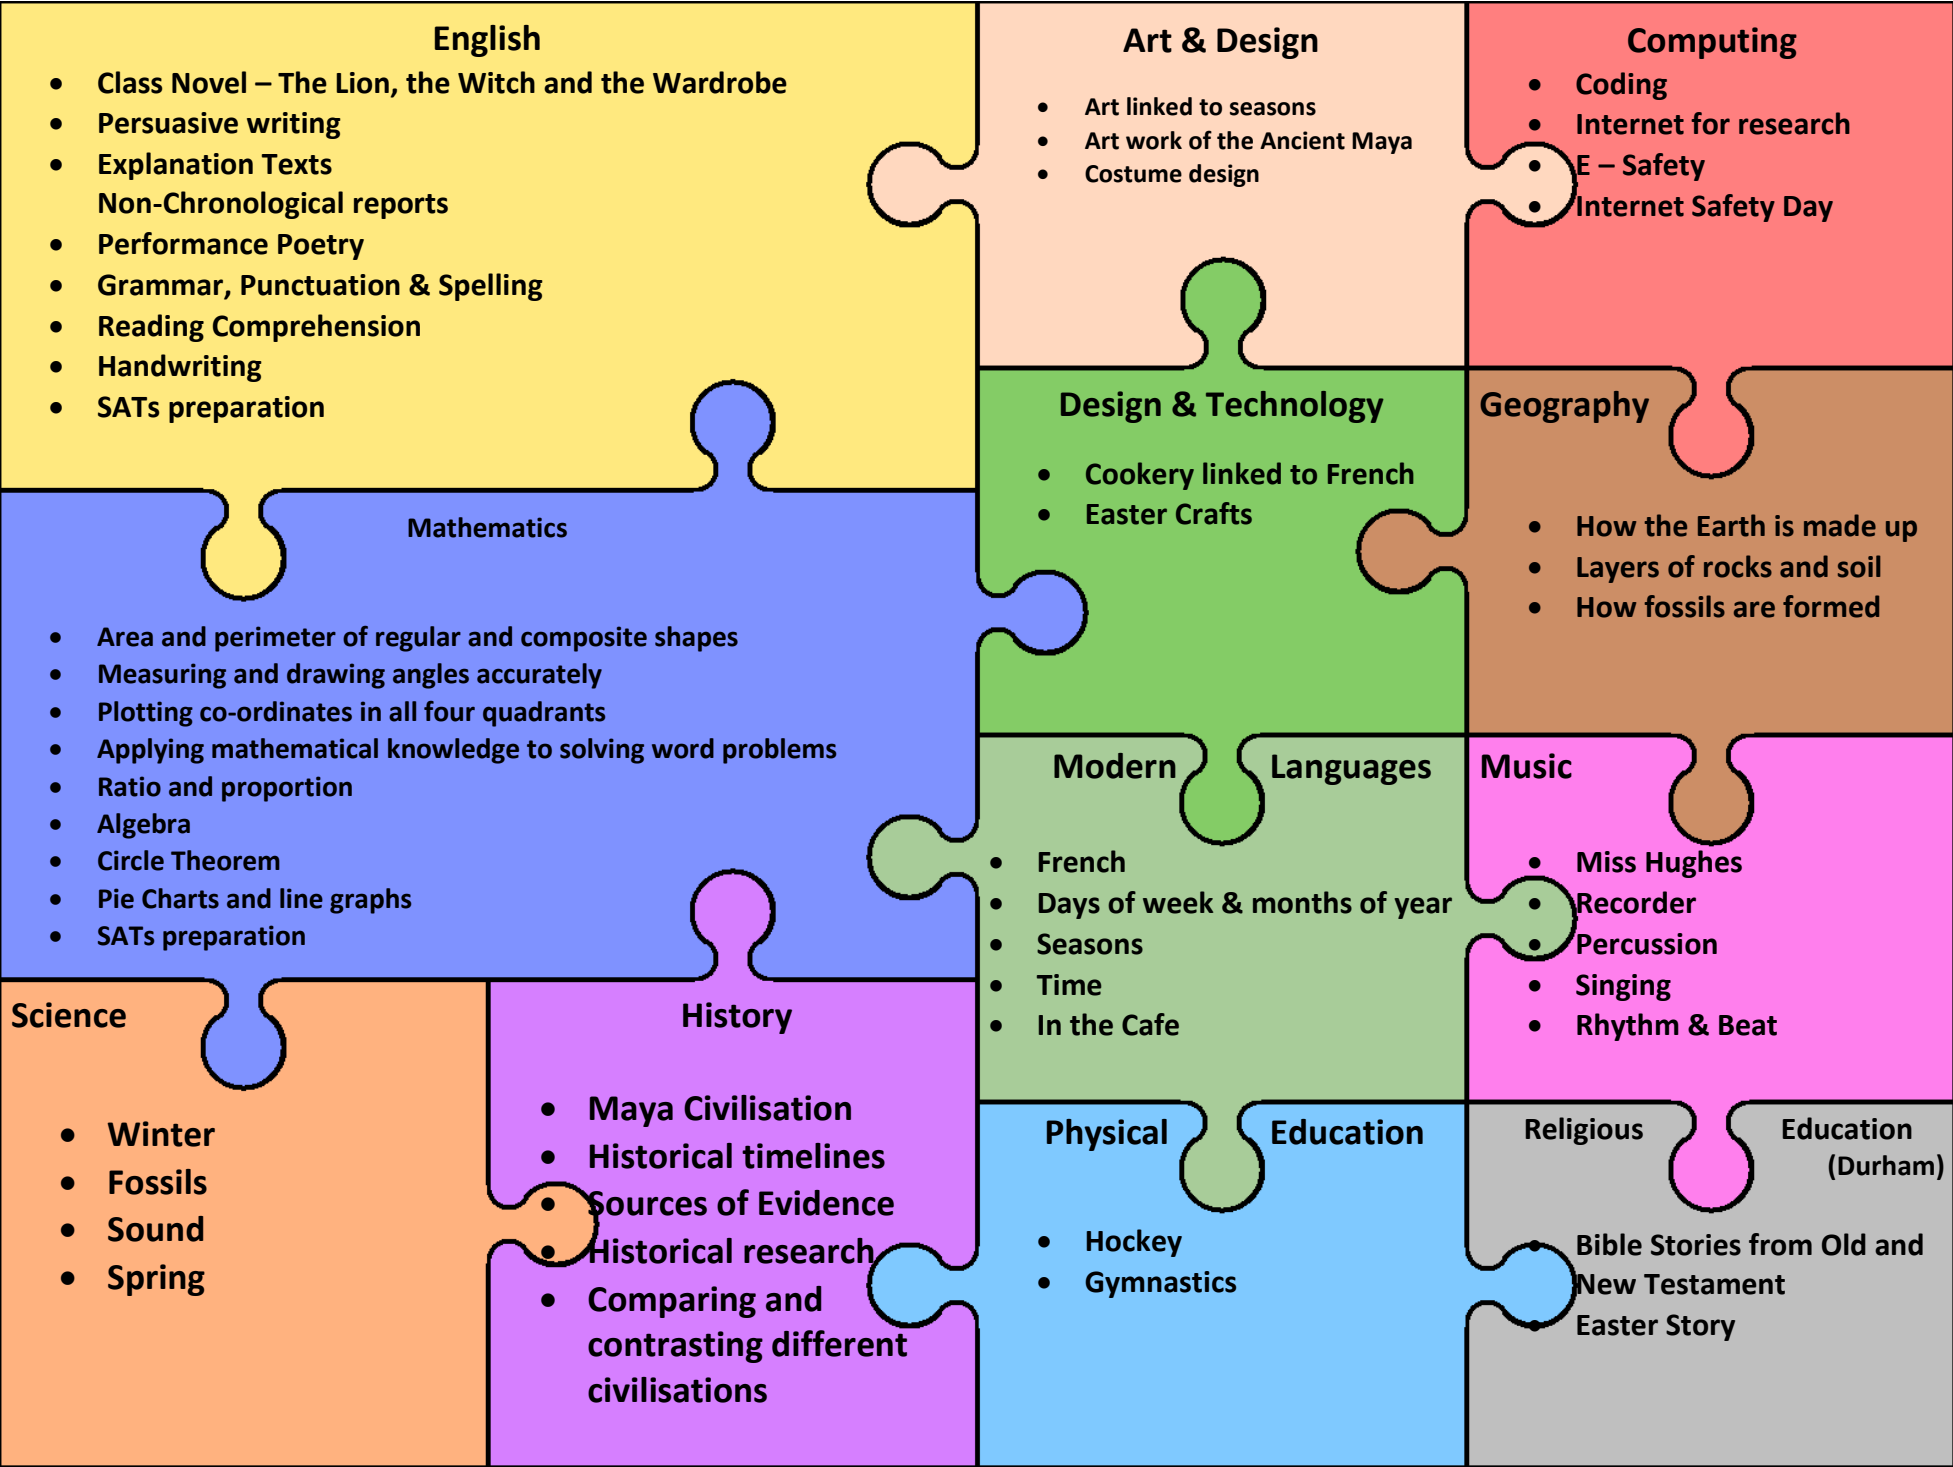 English
• Class Novel – The Lion, the Witch and the Wardrobe
• Persuasive writing
• Explanation Texts
Non-Chronological reports
• Performance Poetry
• Grammar, Punctuation & Spelling
• Reading Comprehension
• Handwriting
• SATs preparation
Art & Design
• Art linked to seasons
• Art work of the Ancient Maya
• Costume design
Computing
• Coding
• Internet for research
• E – Safety
• Internet Safety Day
Mathematics
• Area and perimeter of regular and composite shapes
• Measuring and drawing angles accurately
• Plotting co-ordinates in all four quadrants
• Applying mathematical knowledge to solving word problems
• Ratio and proportion
• Algebra
• Circle Theorem
• Pie Charts and line graphs
• SATs preparation
Design & Technology
• Cookery linked to French
• Easter Crafts
Geography
• How the Earth is made up
• Layers of rocks and soil
• How fossils are formed
Modern Languages
• French
• Days of week & months of year
• Seasons
• Time
• In the Cafe
Music
• Miss Hughes
• Recorder
• Percussion
• Singing
• Rhythm & Beat
Science
• Winter
• Fossils
• Sound
• Spring
History
• Maya Civilisation
• Historical timelines
• Sources of Evidence
• Historical research
• Comparing and
contrasting different
civilisations
Physical Education
• Hockey
• Gymnastics
Religious Education
(Durham)
• Bible Stories from Old and
New Testament
• Easter Story